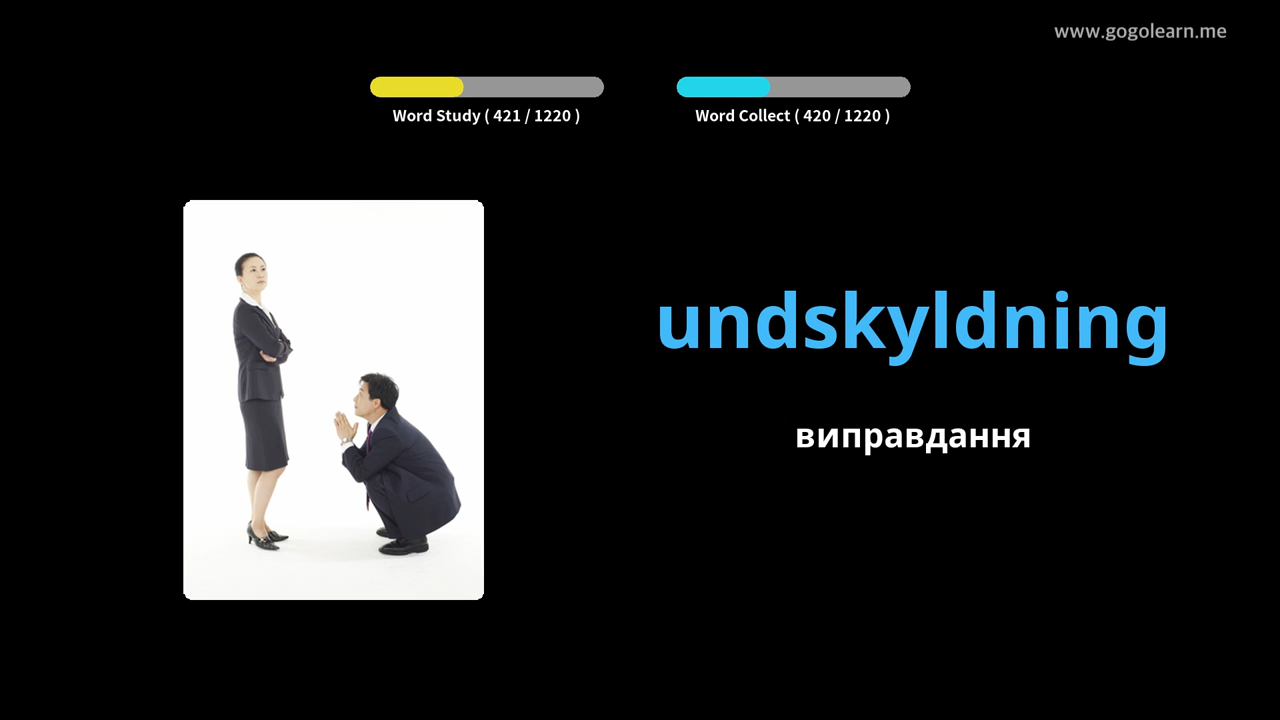 www.gogolearn.me
Word Study ( 421 / 1220 )
Word Collect ( 420 / 1220 )
undskyldning
виправдання